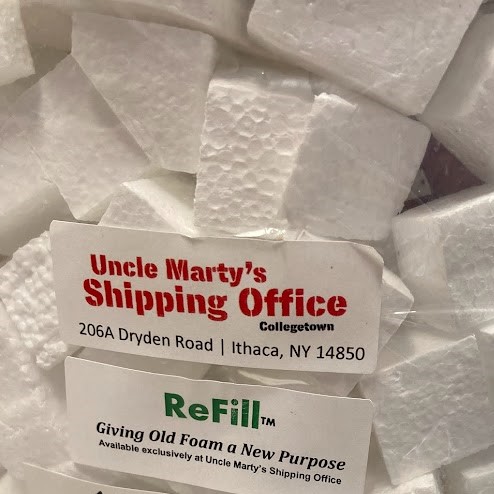 Uncle Marty's
Shipping Office
Collegetown
206A Dryden Road | Ithaca, NY 14850
ReFill™
Giving Old Foam a New Purpose
Available exclusively at Uncle Marty's Shipping Office